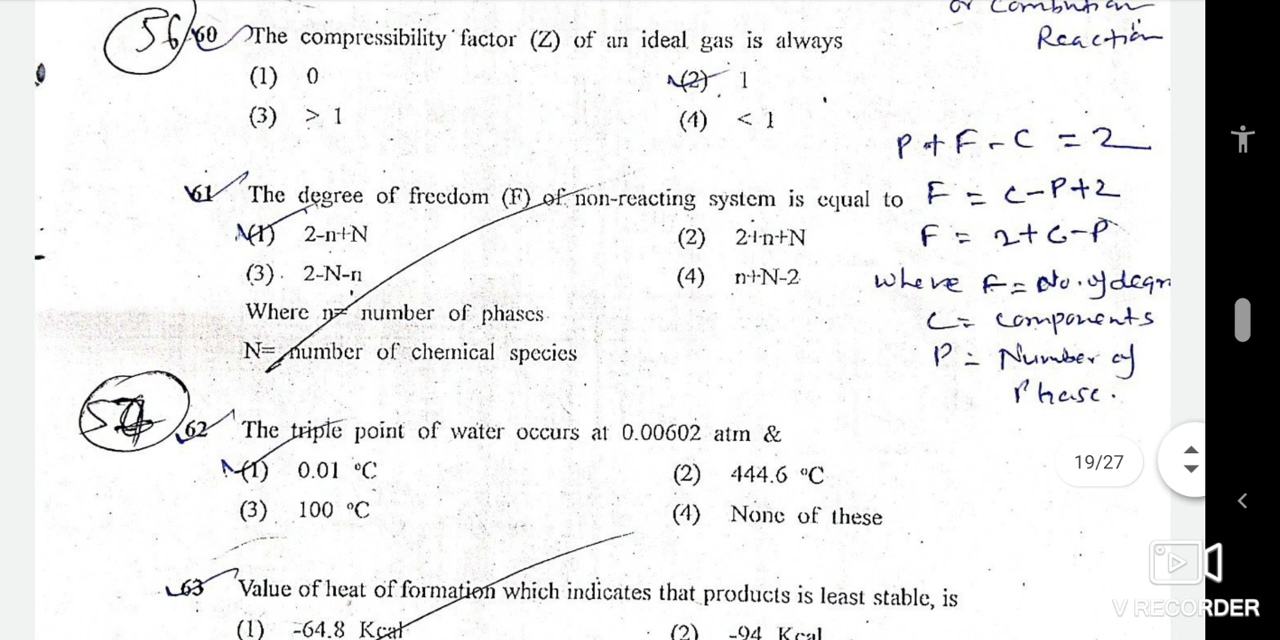 or Combution
Reaction
56 60 The compressibility factor (Z) of an ideal gas is always
(1) 0 (2) 1
(3) > 1 (4) < 1
P + F - C = 2
61 The degree of freedom (F) of non-reacting system is equal to F = C-P+2
(1) 2-n+N (2) 2+n+N F = 2+C-P
(3) 2-N-n (4) n+N-2 where F = No. of degr
Where n= number of phases C = components
N= number of chemical species P = Number of
Phase.
62 The triple point of water occurs at 0.00602 atm &
(1) 0.01 °C (2) 444.6 °C
19/27
(3) 100 °C (4) None of these
63 Value of heat of formation which indicates that products is least stable, is
(1) -64.8 Kcal (2) -94 Kcal
V RECORDER